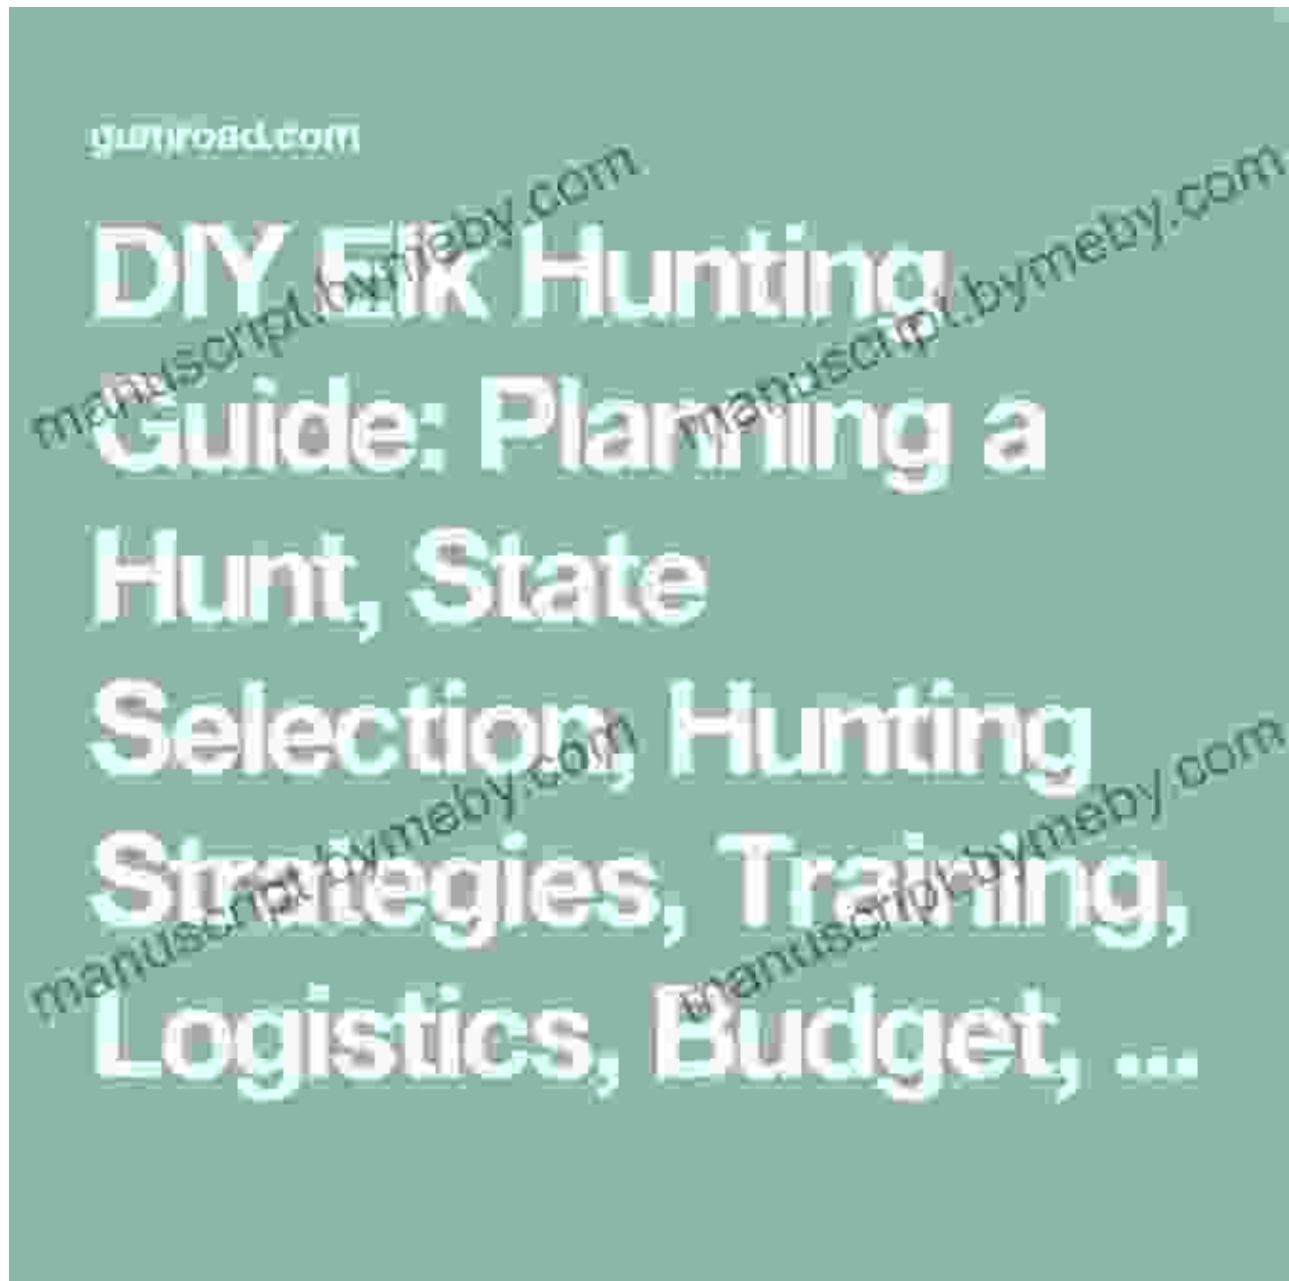 gumroad.com
DIY Elk Hunting
Guide: Planning a
Hunt, State
Selection, Hunting
Strategies, Training,
Logistics, Budget, ...
manuscript.bymeby.com
manuscript.bymeby.com
manuscript.bymeby.com
manuscript.bymeby.com